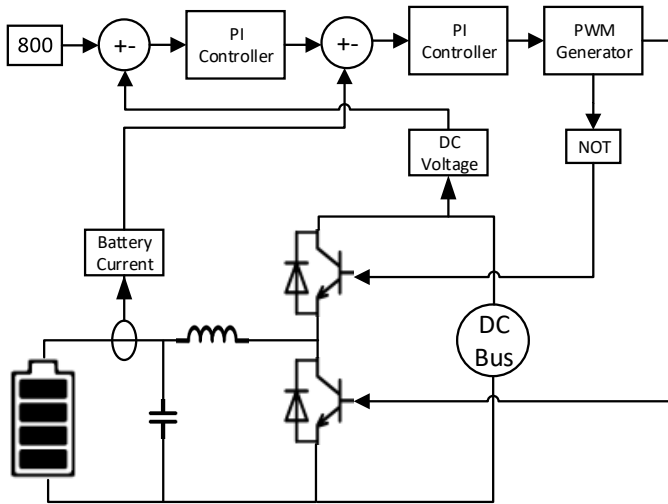 800
+-
PI
Controller
+-
PI
Controller
PWM
Generator
DC
Voltage
NOT
Battery
Current
DC
Bus